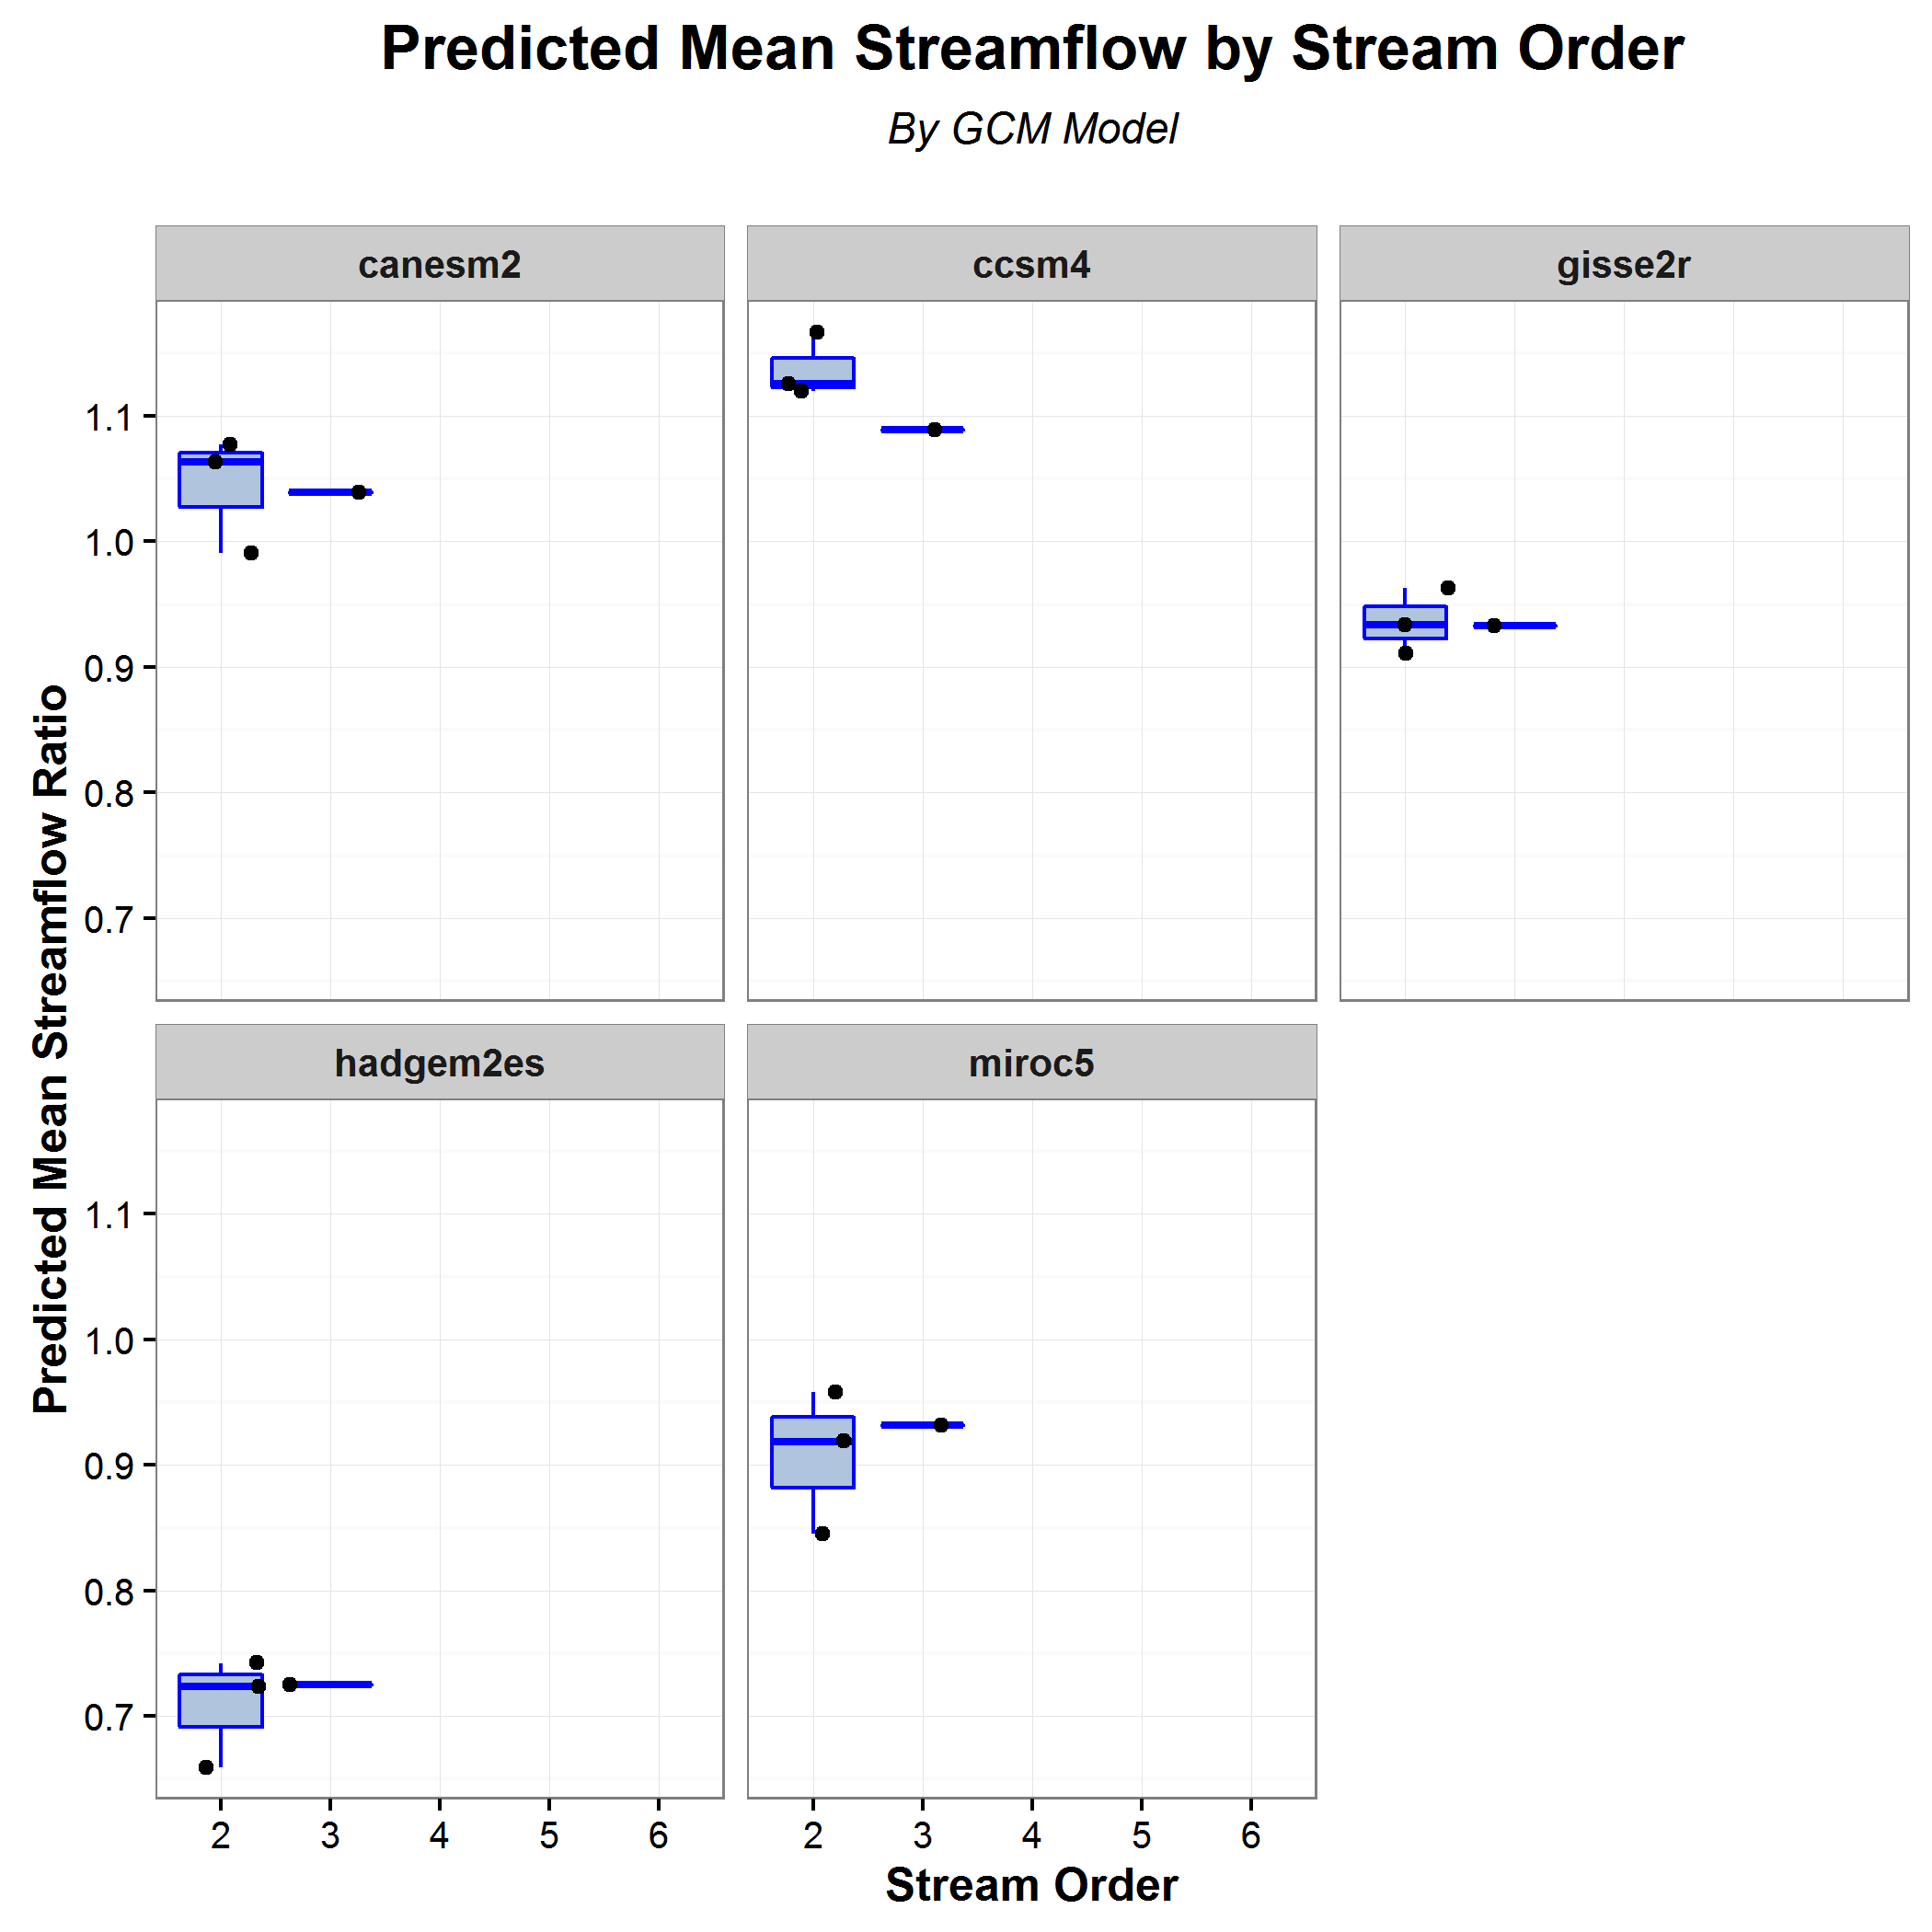 Predicted Mean Streamflow by Stream Order
By GCM Model
canesm2
ccsm4
gisse2r
1.1
1.0
0.9
0.8
0.7
Predicted Mean Streamflow Ratio
hadgem2es
miroc5
1.1
1.0
0.9
0.8
0.7
2 3 4 5 6
2 3 4 5 6
Stream Order